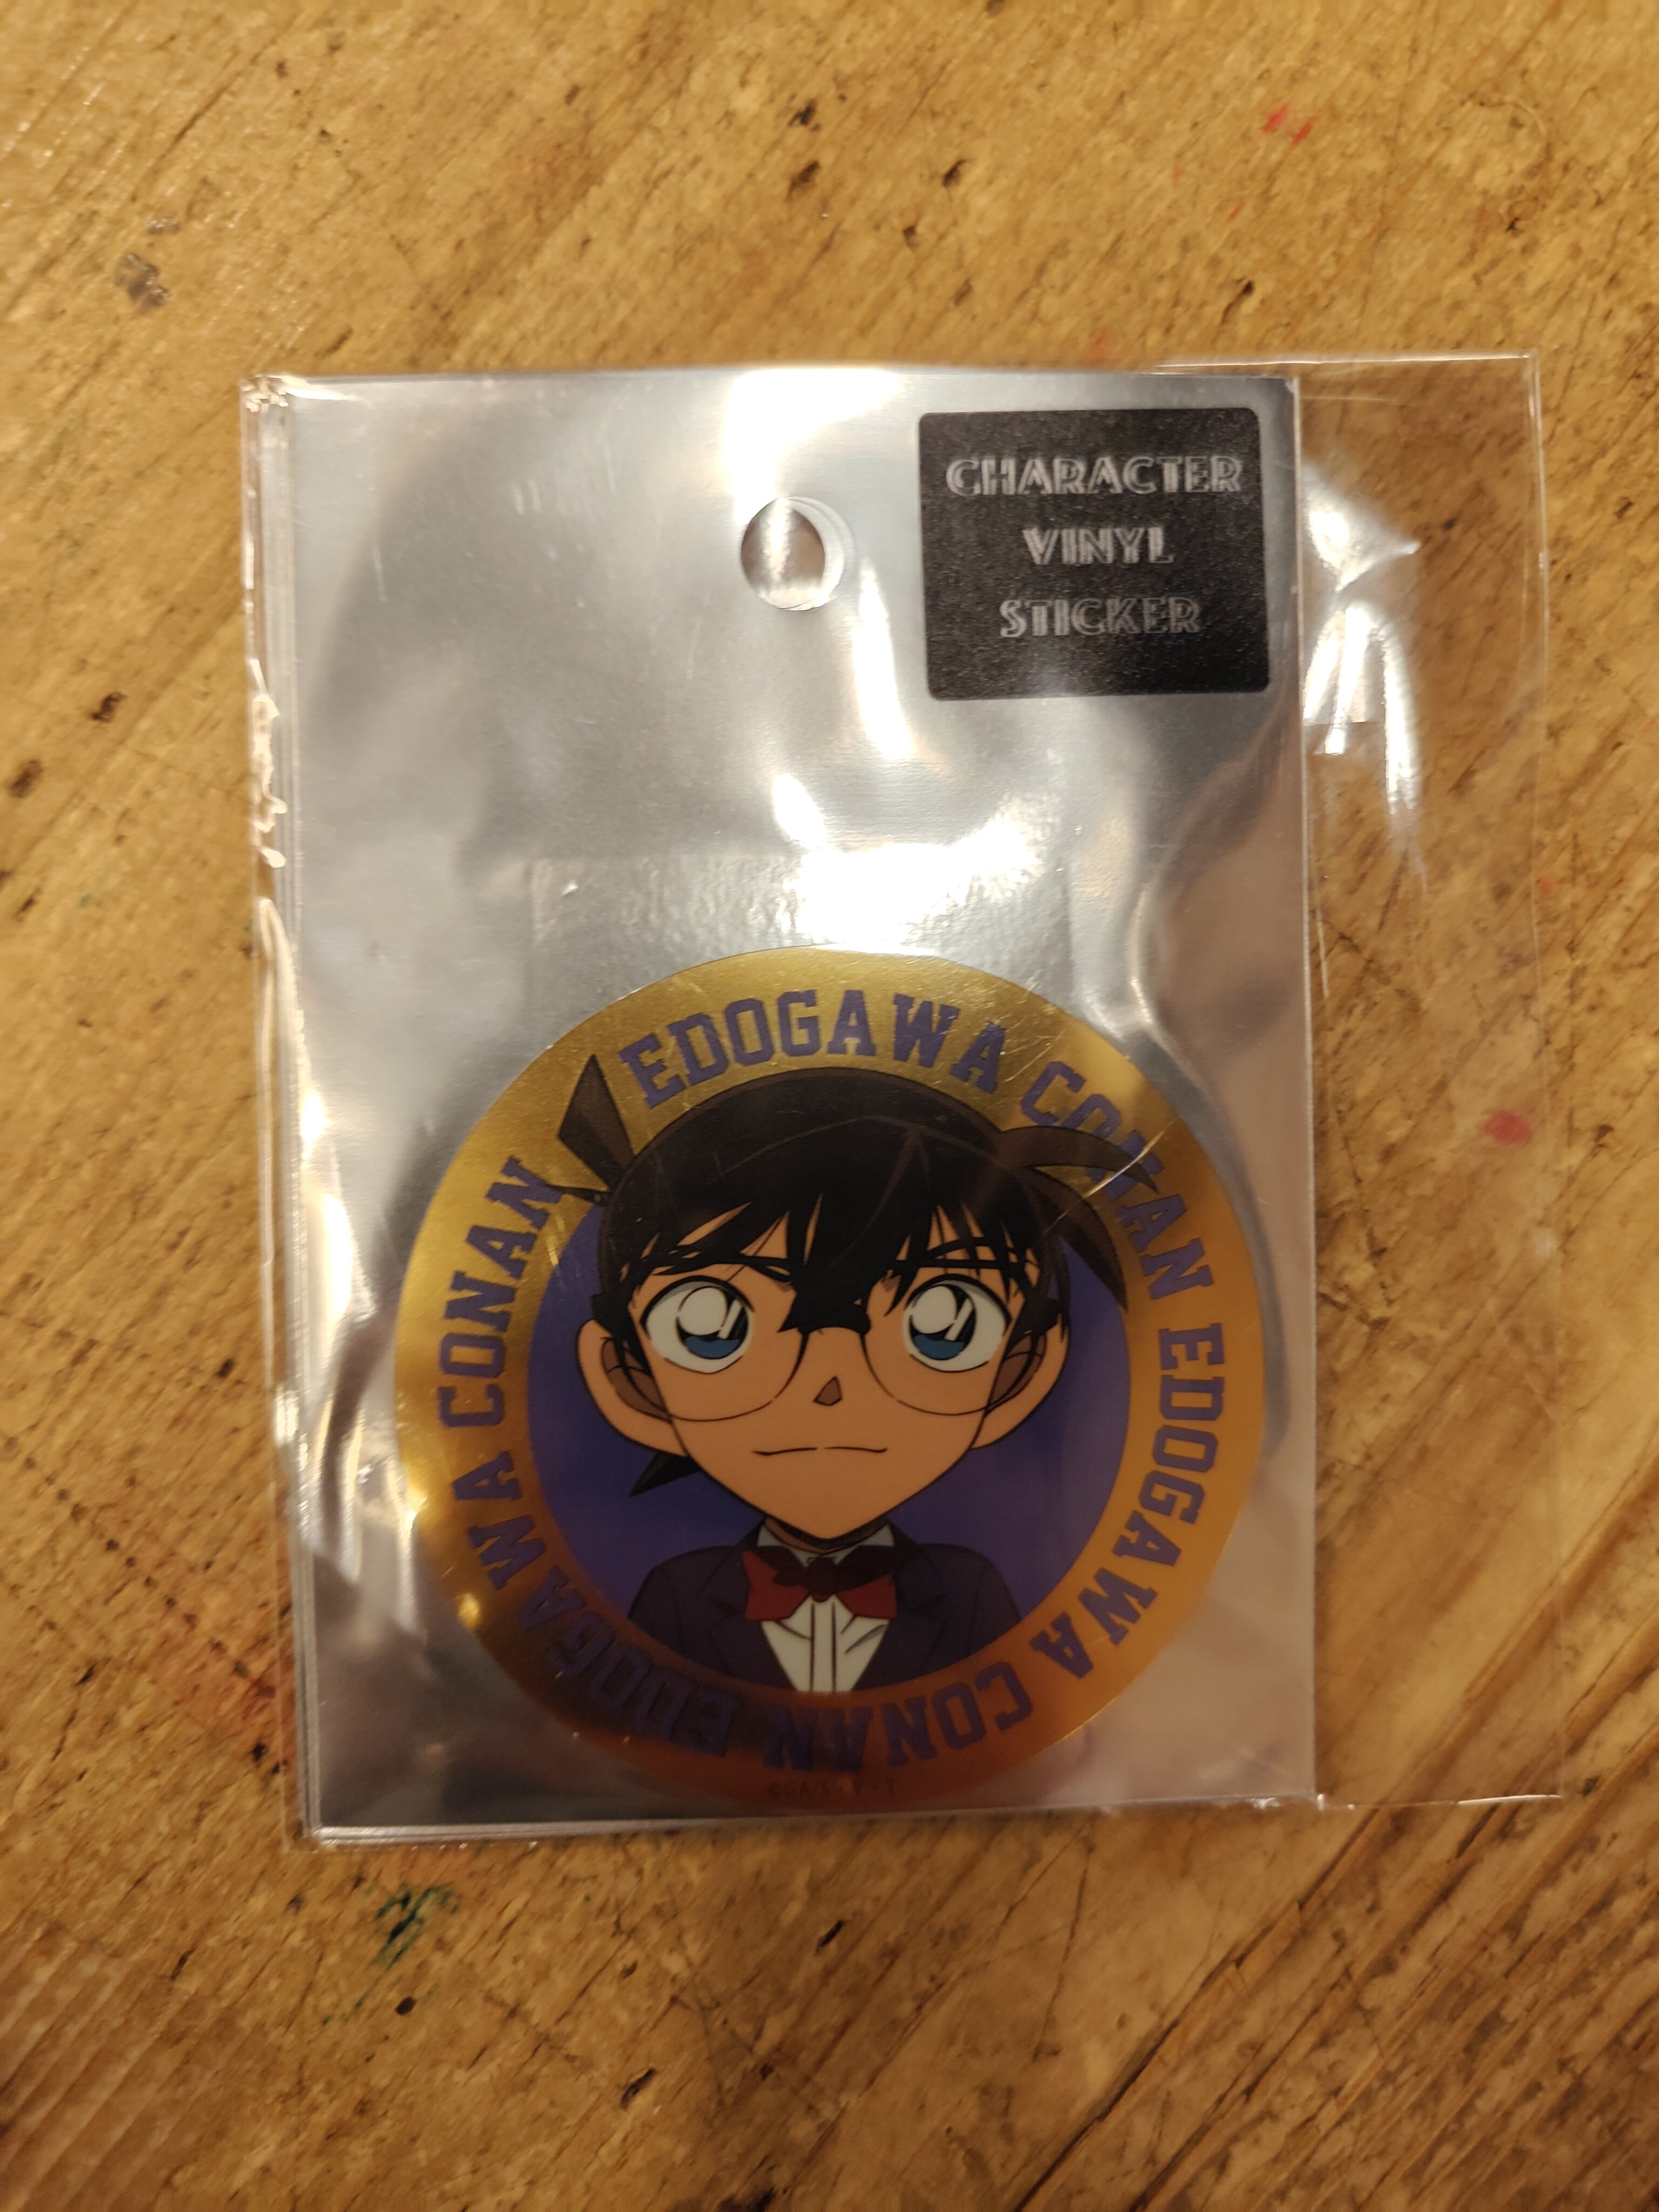 CHARACTER
VINYL
STICKER
EDOGAWA CONAN EDOGAWA CONAN EDOGAWA CONAN